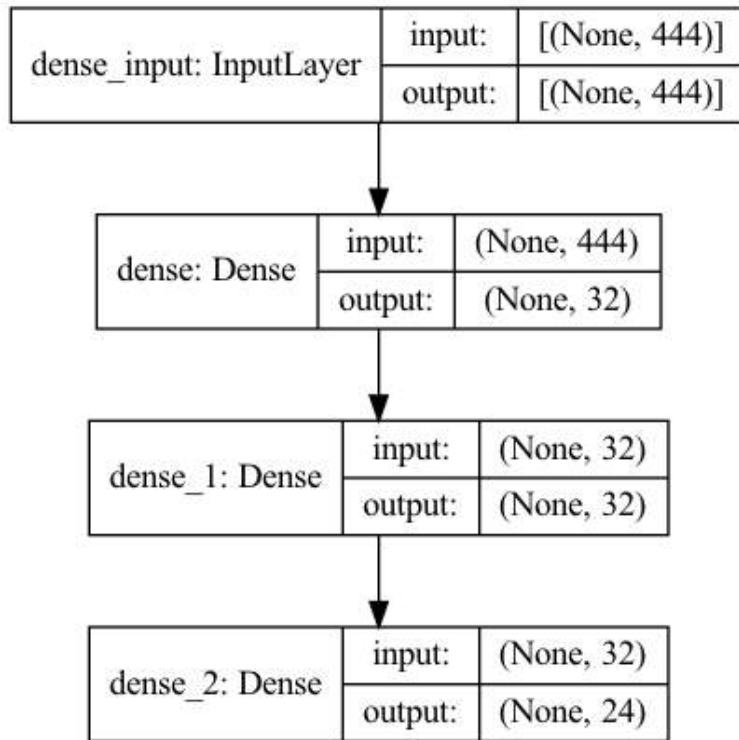 dense_input: InputLayer
input: [(None, 444)]
output: [(None, 444)]
dense: Dense
input: (None, 444)
output: (None, 32)
dense_1: Dense
input: (None, 32)
output: (None, 32)
dense_2: Dense
input: (None, 32)
output: (None, 24)